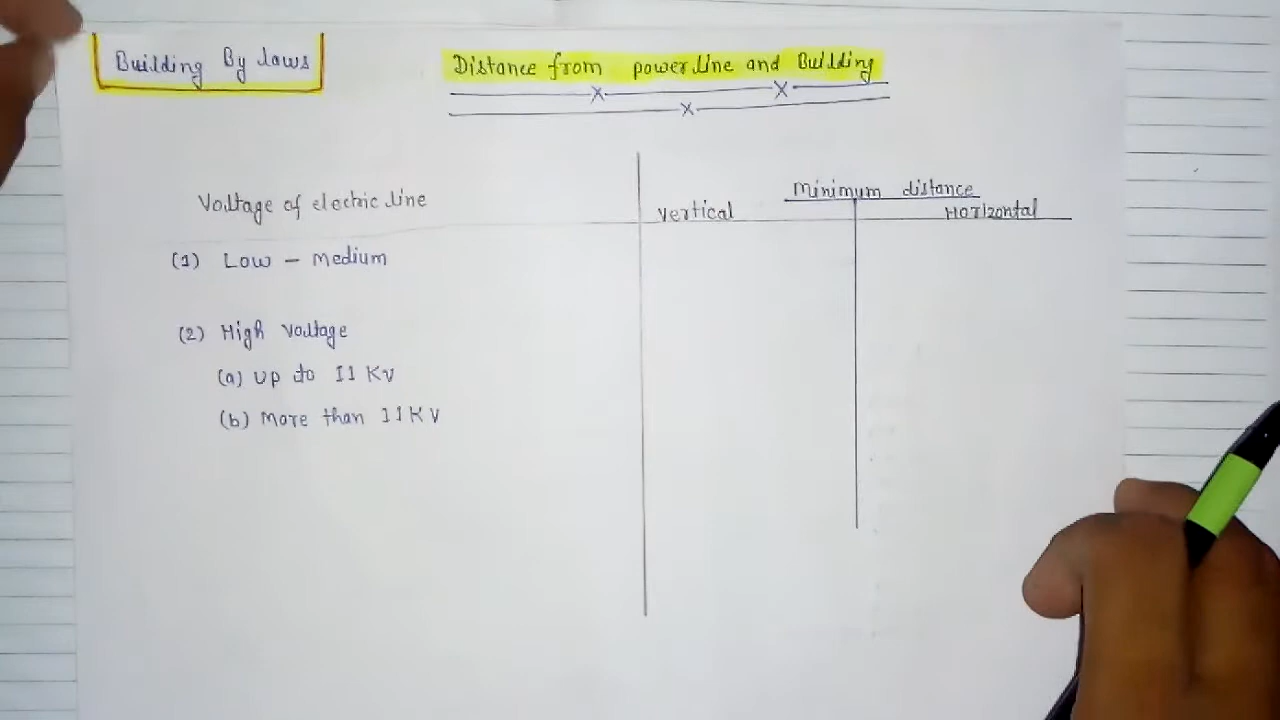 Building By laws
Distance from power line and Building
Voltage of electric line
Minimum distance
Vertical
Horizontal
(1) Low - Medium
(2) High Voltage
(a) Up to 11 Kv
(b) More than 11 KV